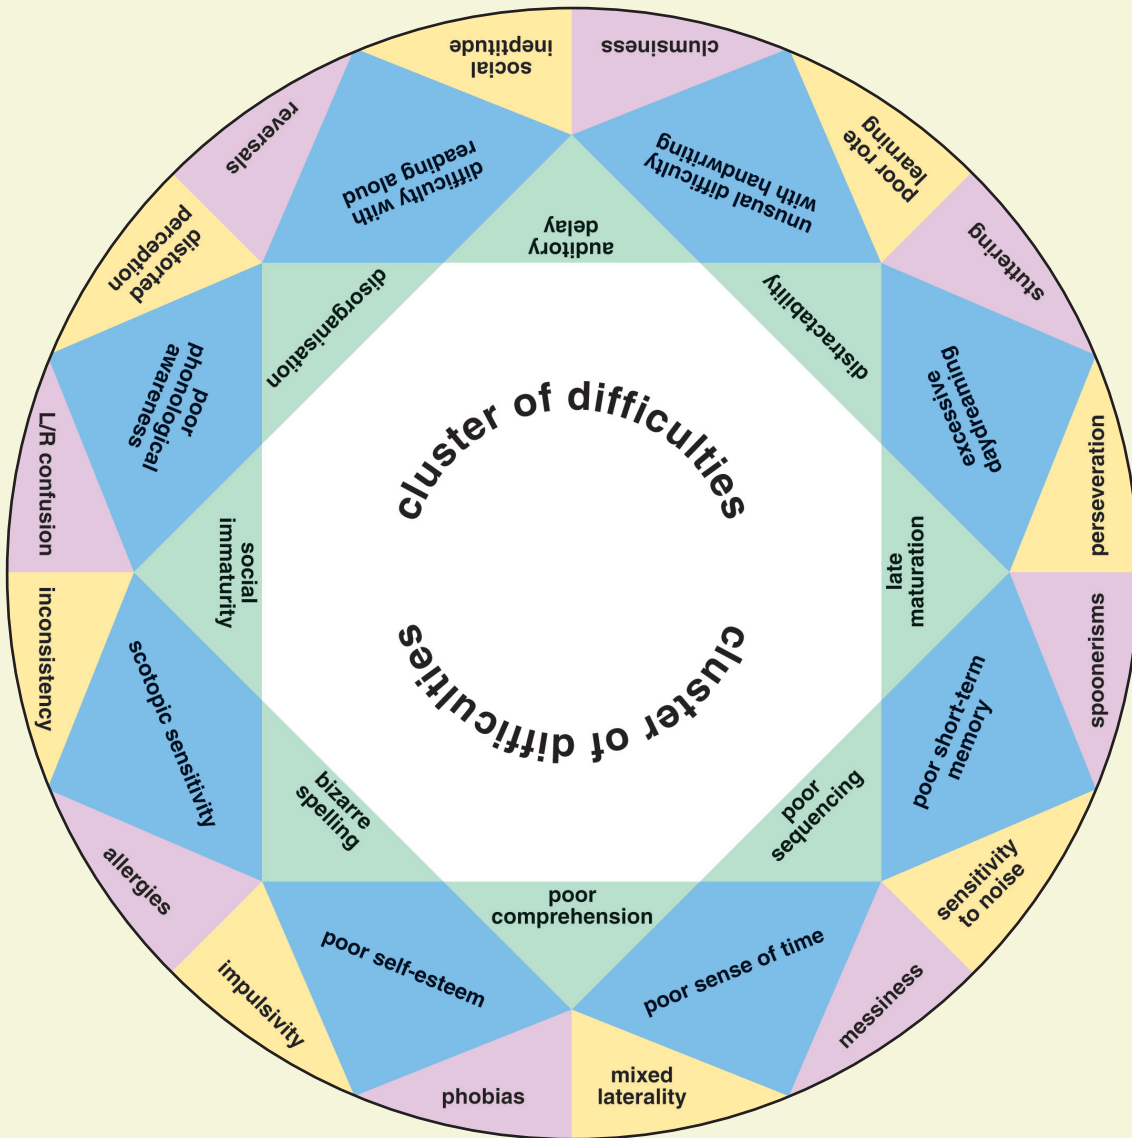 cluster of difficulties
cluster of difficulties
auditory
delay
distractability
late
maturation
poor
sequencing
poor
comprehension
bizarre
spelling
social
immaturity
disorganisation
unusual difficulty
with handwriting
excessive
daydreaming
poor short-term
memory
poor sense of time
poor self-esteem
scotopic sensitivity
poor
phonological
awareness
difficulty with
reading aloud
clumsiness
poor rote
learning
stuttering
perseveration
spoonerisms
sensitivity
to noise
messiness
mixed
laterality
phobias
impulsivity
allergies
inconsistency
L/R confusion
distorted
perception
reversals
social
ineptitude